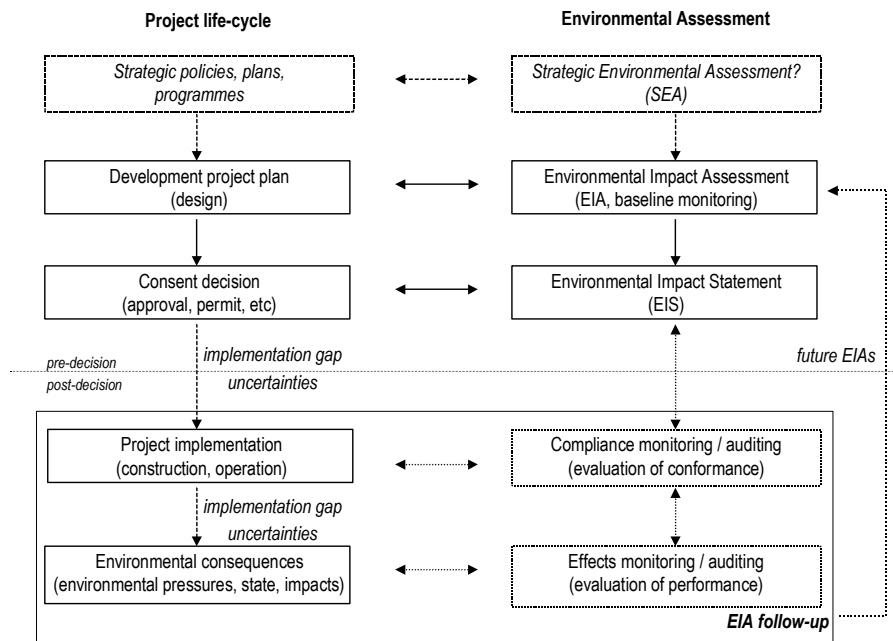 Project life-cycle
Environmental Assessment
Strategic policies, plans,
programmes
Strategic Environmental Assessment?
(SEA)
Development project plan
(design)
Environmental Impact Assessment
(EIA, baseline monitoring)
Consent decision
(approval, permit, etc)
Environmental Impact Statement
(EIS)
pre-decision
implementation gap
future EIAs
post-decision
uncertainties
Project implementation
(construction, operation)
Compliance monitoring / auditing
(evaluation of conformance)
implementation gap
uncertainties
Environmental consequences
(environmental pressures, state, impacts)
Effects monitoring / auditing
(evaluation of performance)
EIA follow-up